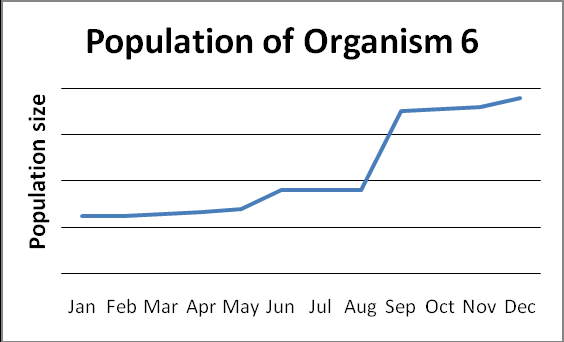 Population of Organism 6
Population size
Jan Feb Mar Apr May Jun Jul Aug Sep Oct Nov Dec